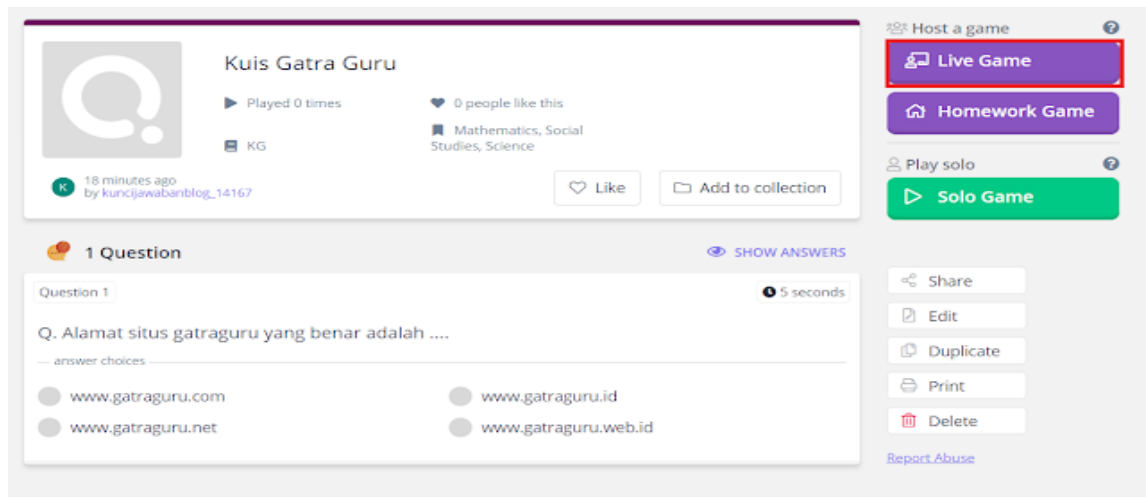 Kuis Gatra Guru
Played 0 times
0 people like this
KG
Mathematics, Social
Studies, Science
K
18 minutes ago
by kuncijawabanblog_14167
Like
Add to collection
1 Question
SHOW ANSWERS
Question 1
5 seconds
Q. Alamat situs gatraguru yang benar adalah ....
answer choices
www.gatraguru.com
www.gatraguru.id
www.gatraguru.net
www.gatraguru.web.id
Host a game
?
Live Game
Homework Game
Play solo
?
Solo Game
Share
Edit
Duplicate
Print
Delete
Report Abuse